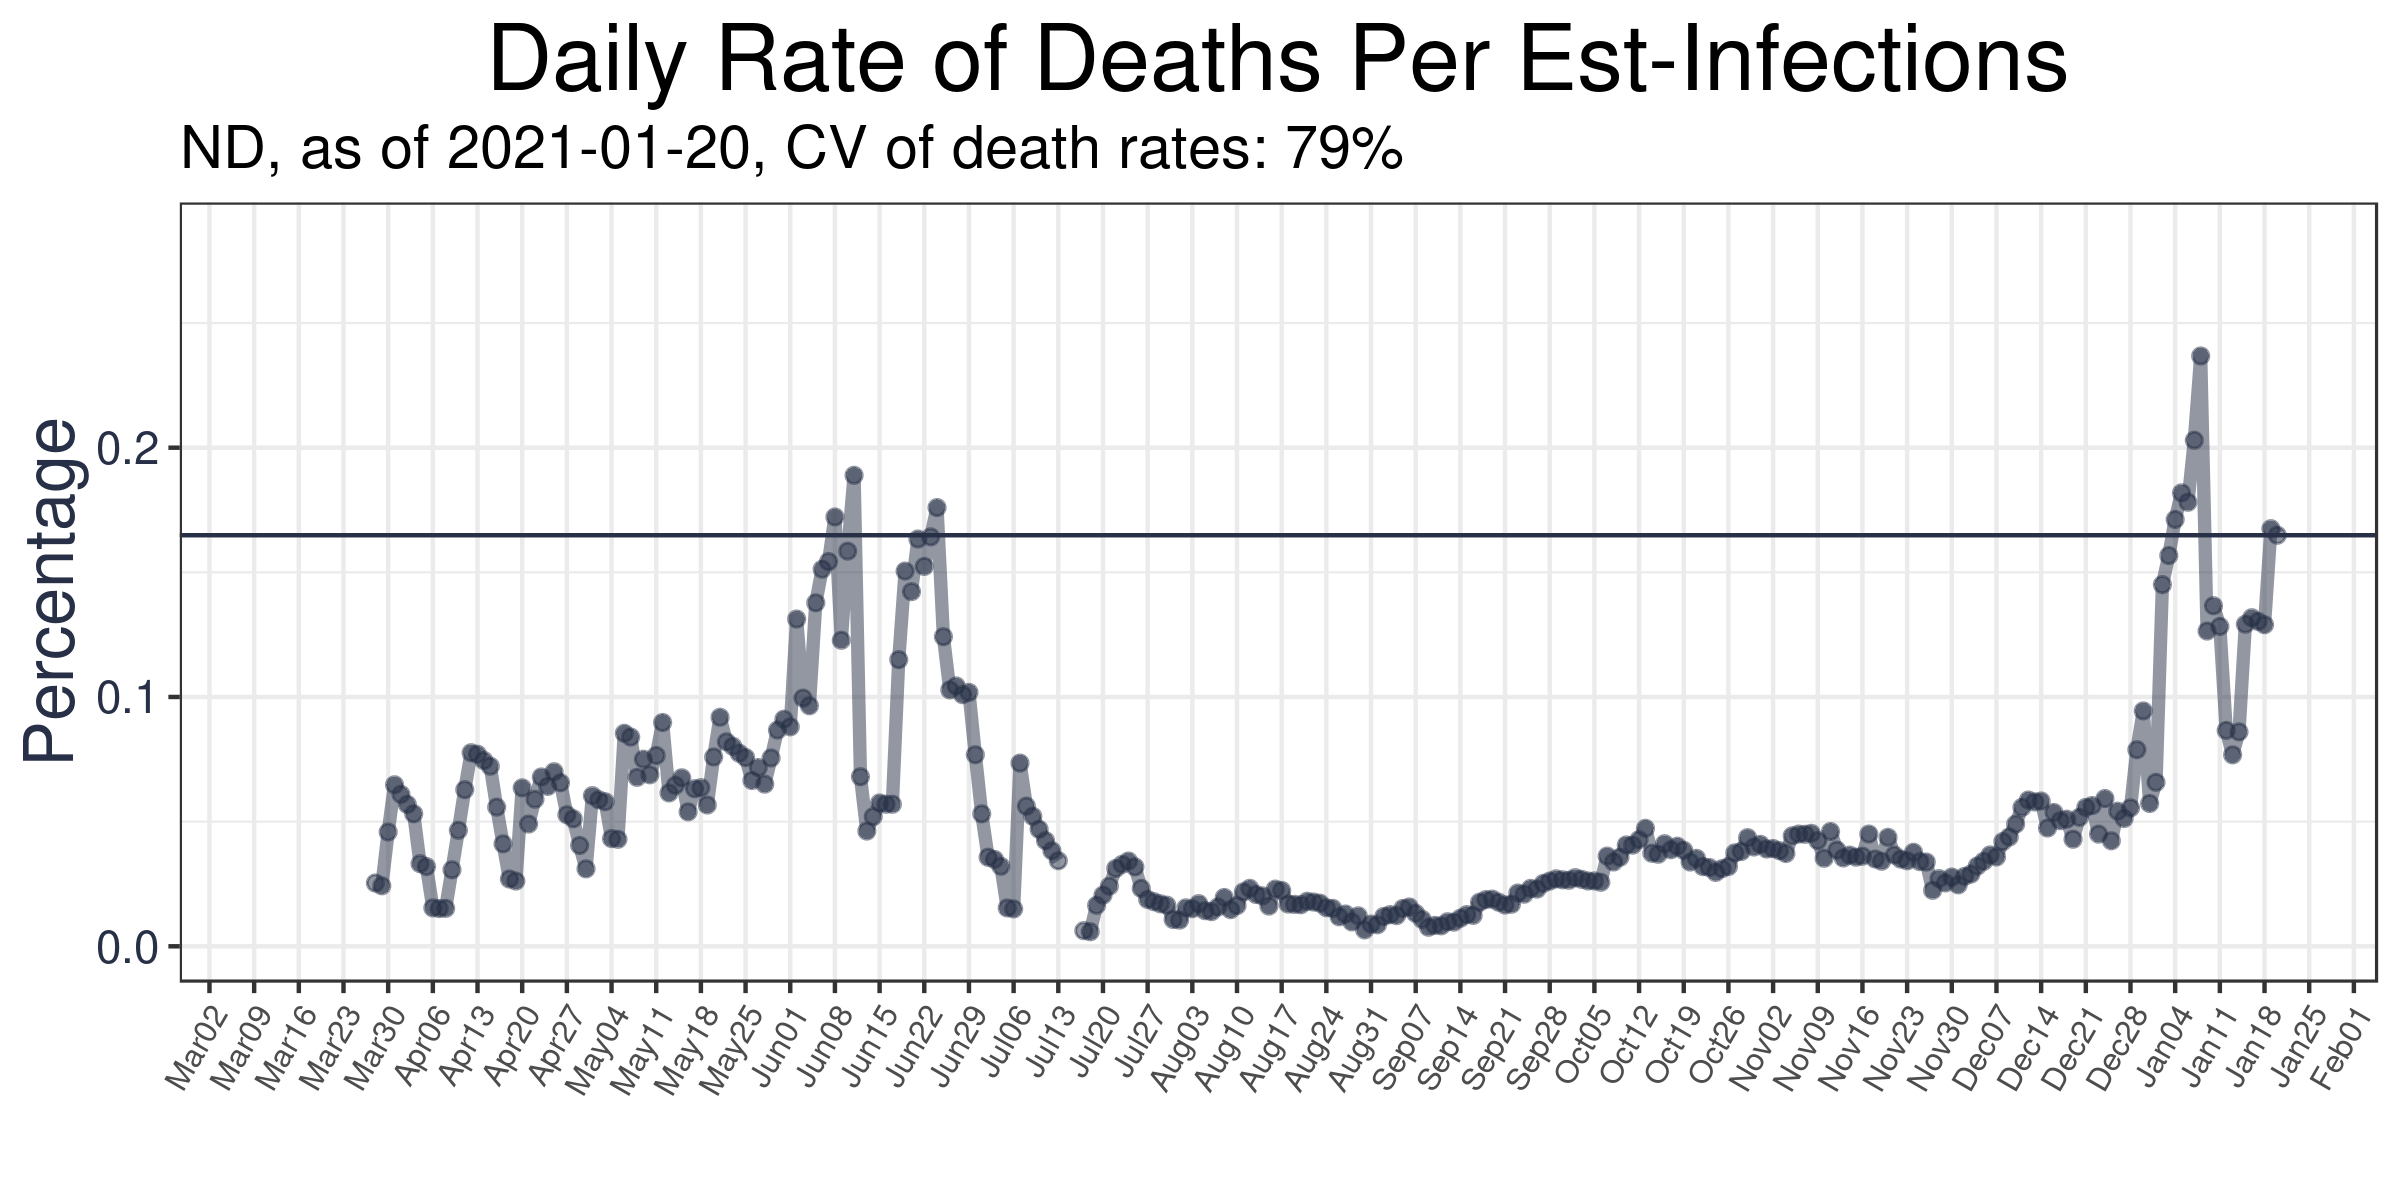 Daily Rate of Deaths Per Est-Infections
ND, as of 2021-01-20, CV of death rates: 79%
Percentage
0.2
0.1
0.0
Mar02
Mar09
Mar16
Mar23
Mar30
Apr06
Apr13
Apr20
Apr27
May04
May11
May18
May25
Jun01
Jun08
Jun15
Jun22
Jun29
Jul06
Jul13
Jul20
Jul27
Aug03
Aug10
Aug17
Aug24
Aug31
Sep07
Sep14
Sep21
Sep28
Oct05
Oct12
Oct19
Oct26
Nov02
Nov09
Nov16
Nov23
Nov30
Dec07
Dec14
Dec21
Dec28
Jan04
Jan11
Jan18
Jan25
Feb01